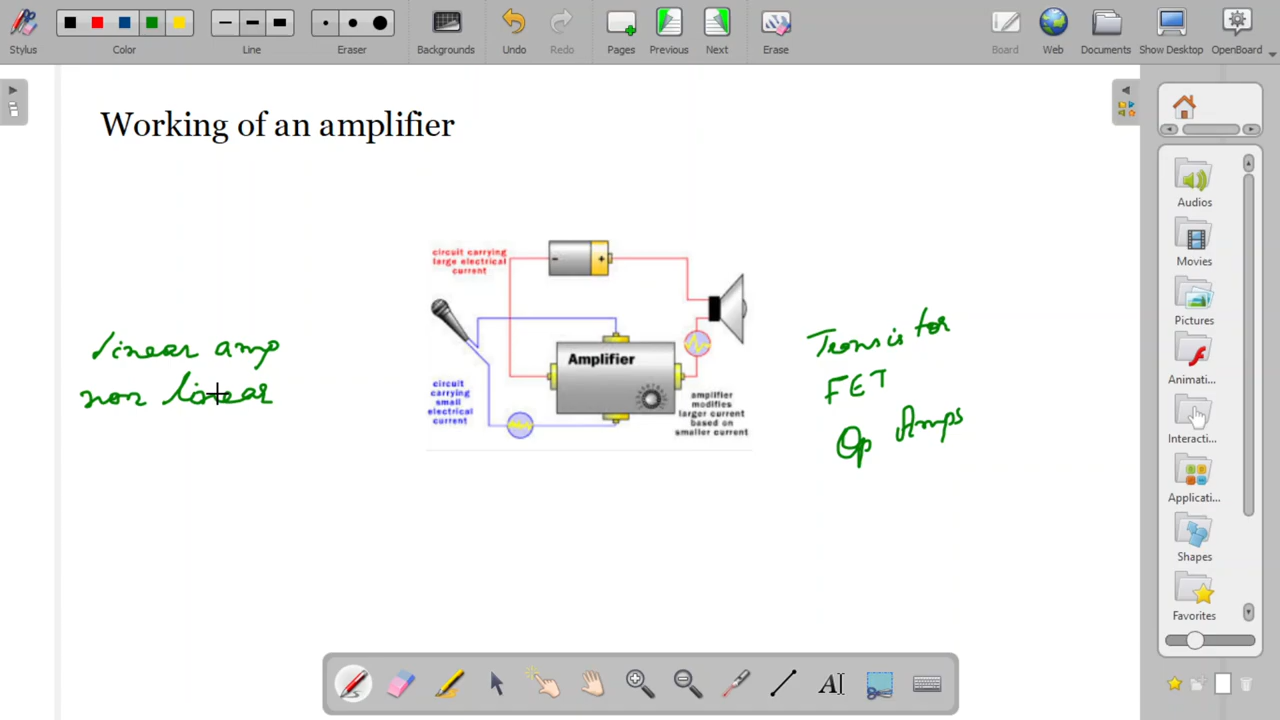 Stylus
Color
Line
Eraser
Backgrounds
Undo
Redo
Pages
Previous
Next
Erase
Board
Web
Documents
Show Desktop
OpenBoard
Working of an amplifier
circuit carrying
large electrical
current
- +
Amplifier
circuit
carrying
small
electrical
current
amplifier
modifies
larger current
based on
smaller current
linear amp
non linear
Transistor
FET
Op Amps
Audios
Movies
Pictures
Animati...
Interacti...
Applicati...
Shapes
Favorites